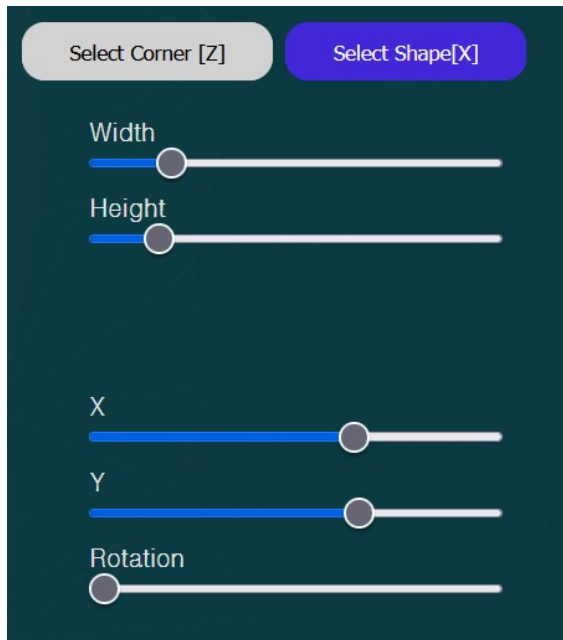 Select Corner [Z] Select Shape[X]
Width
Height
X
Y
Rotation